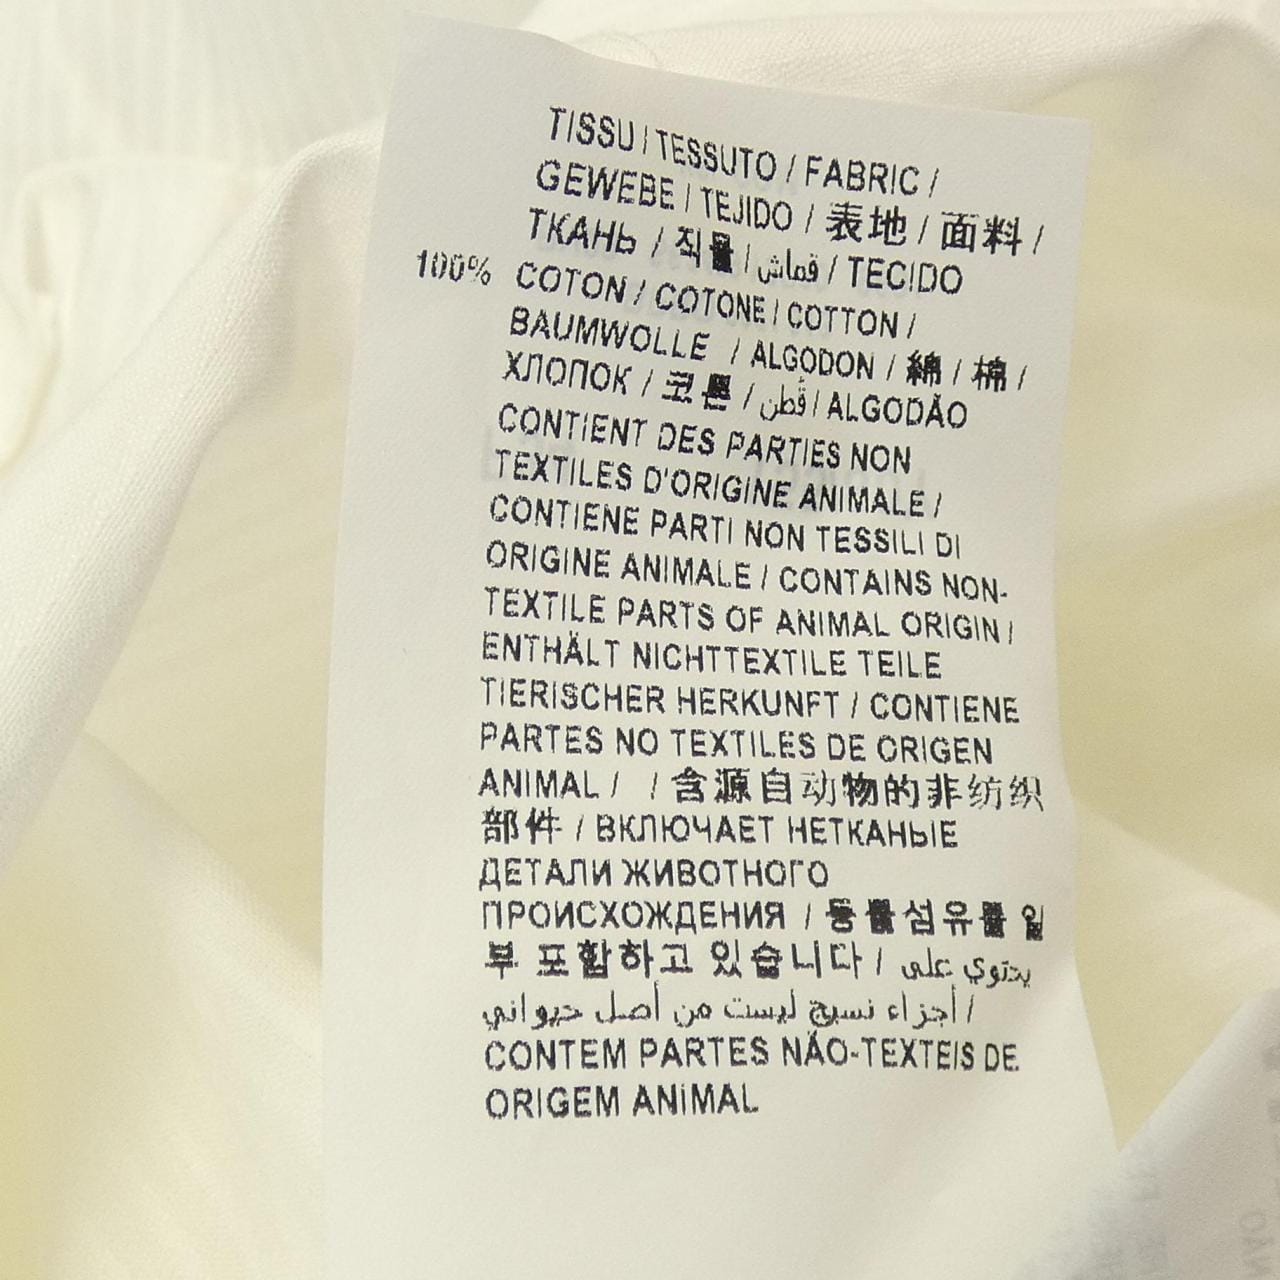 TISSU / TESSUTO / FABRIC /
GEWEBE / TEJIDO / 表地 / 面料 /
ТКАНЬ / 직물 / قماش / TECIDO
100% COTON / COTONE / COTTON /
BAUMWOLLE / ALGODON / 綿 / 棉 /
ХЛОПОК / 코튼 / قُطن / ALGODÃO
CONTIENT DES PARTIES NON
TEXTILES D'ORIGINE ANIMALE /
CONTIENE PARTI NON TESSILI DI
ORIGINE ANIMALE / CONTAINS NON-
TEXTILE PARTS OF ANIMAL ORIGIN /
ENTHÄLT NICHTTEXTILE TEILE
TIERISCHER HERKUNFT / CONTIENE
PARTES NO TEXTILES DE ORIGEN
ANIMAL / / 含源自动物的非纺织
部件 / ВКЛЮЧАЕТ НЕТКАНЫЕ
ДЕТАЛИ ЖИВОТНОГО
ПРОИСХОЖДЕНИЯ / 동물섬유를 일
부 포함하고 있습니다 / يحتوي على
أجزاء نسيج ليست من أصل حيواني /
CONTEM PARTES NÃO-TEXTEIS DE
ORIGEM ANIMAL